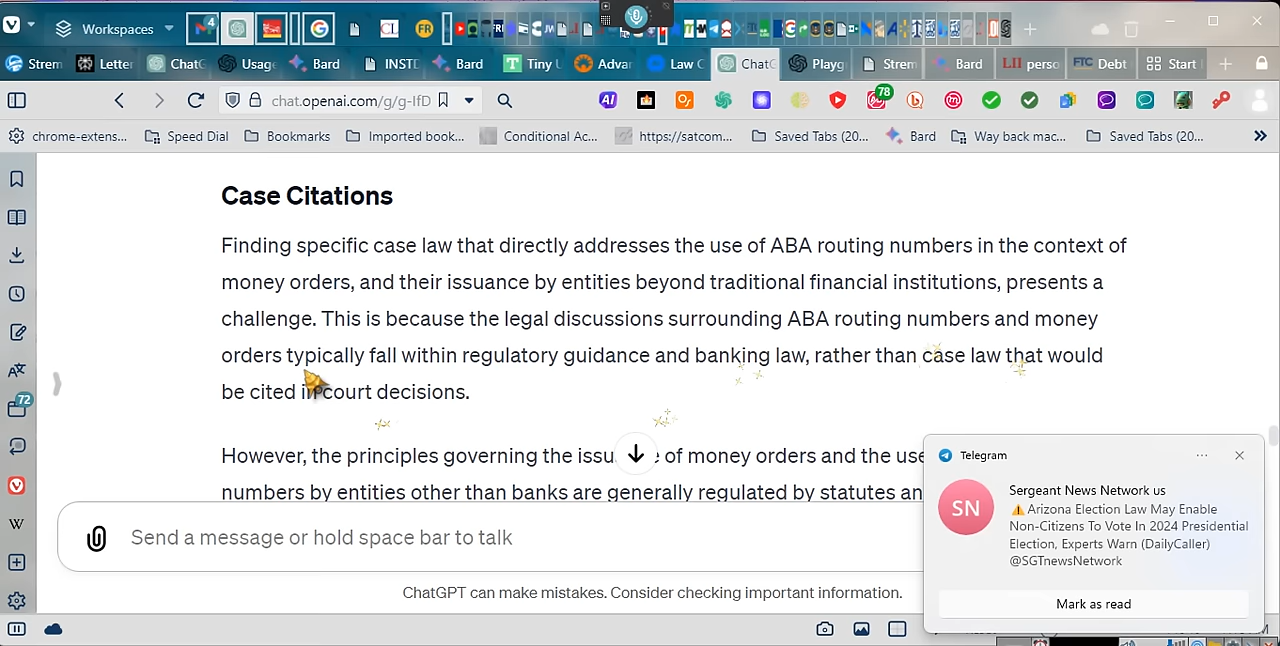 Workspaces
4
CL
FR
Strem
Letter
ChatG
Usage
Bard
INSTD
Bard
Tiny U
Advar
Law C
ChatG
Playg
Strem
Bard
LII perso
FTC Debt
Start
chat.openai.com/g/g-IfD
78
chrome-extens...
Speed Dial
Bookmarks
Imported book...
Conditional Ac...
https://satcom...
Saved Tabs (20...
Bard
Way back mac...
Saved Tabs (20...
Case Citations
Finding specific case law that directly addresses the use of ABA routing numbers in the context of
money orders, and their issuance by entities beyond traditional financial institutions, presents a
challenge. This is because the legal discussions surrounding ABA routing numbers and money
orders typically fall within regulatory guidance and banking law, rather than case law that would
be cited in court decisions.
72
However, the principles governing the issu e of money orders and the use
numbers by entities other than banks are generally regulated by statutes an
Send a message or hold space bar to talk
ChatGPT can make mistakes. Consider checking important information.
Telegram
SN
Sergeant News Network us
⚠️Arizona Election Law May Enable
Non-Citizens To Vote In 2024 Presidential
Election, Experts Warn (DailyCaller)
@SGTnewsNetwork
Mark as read